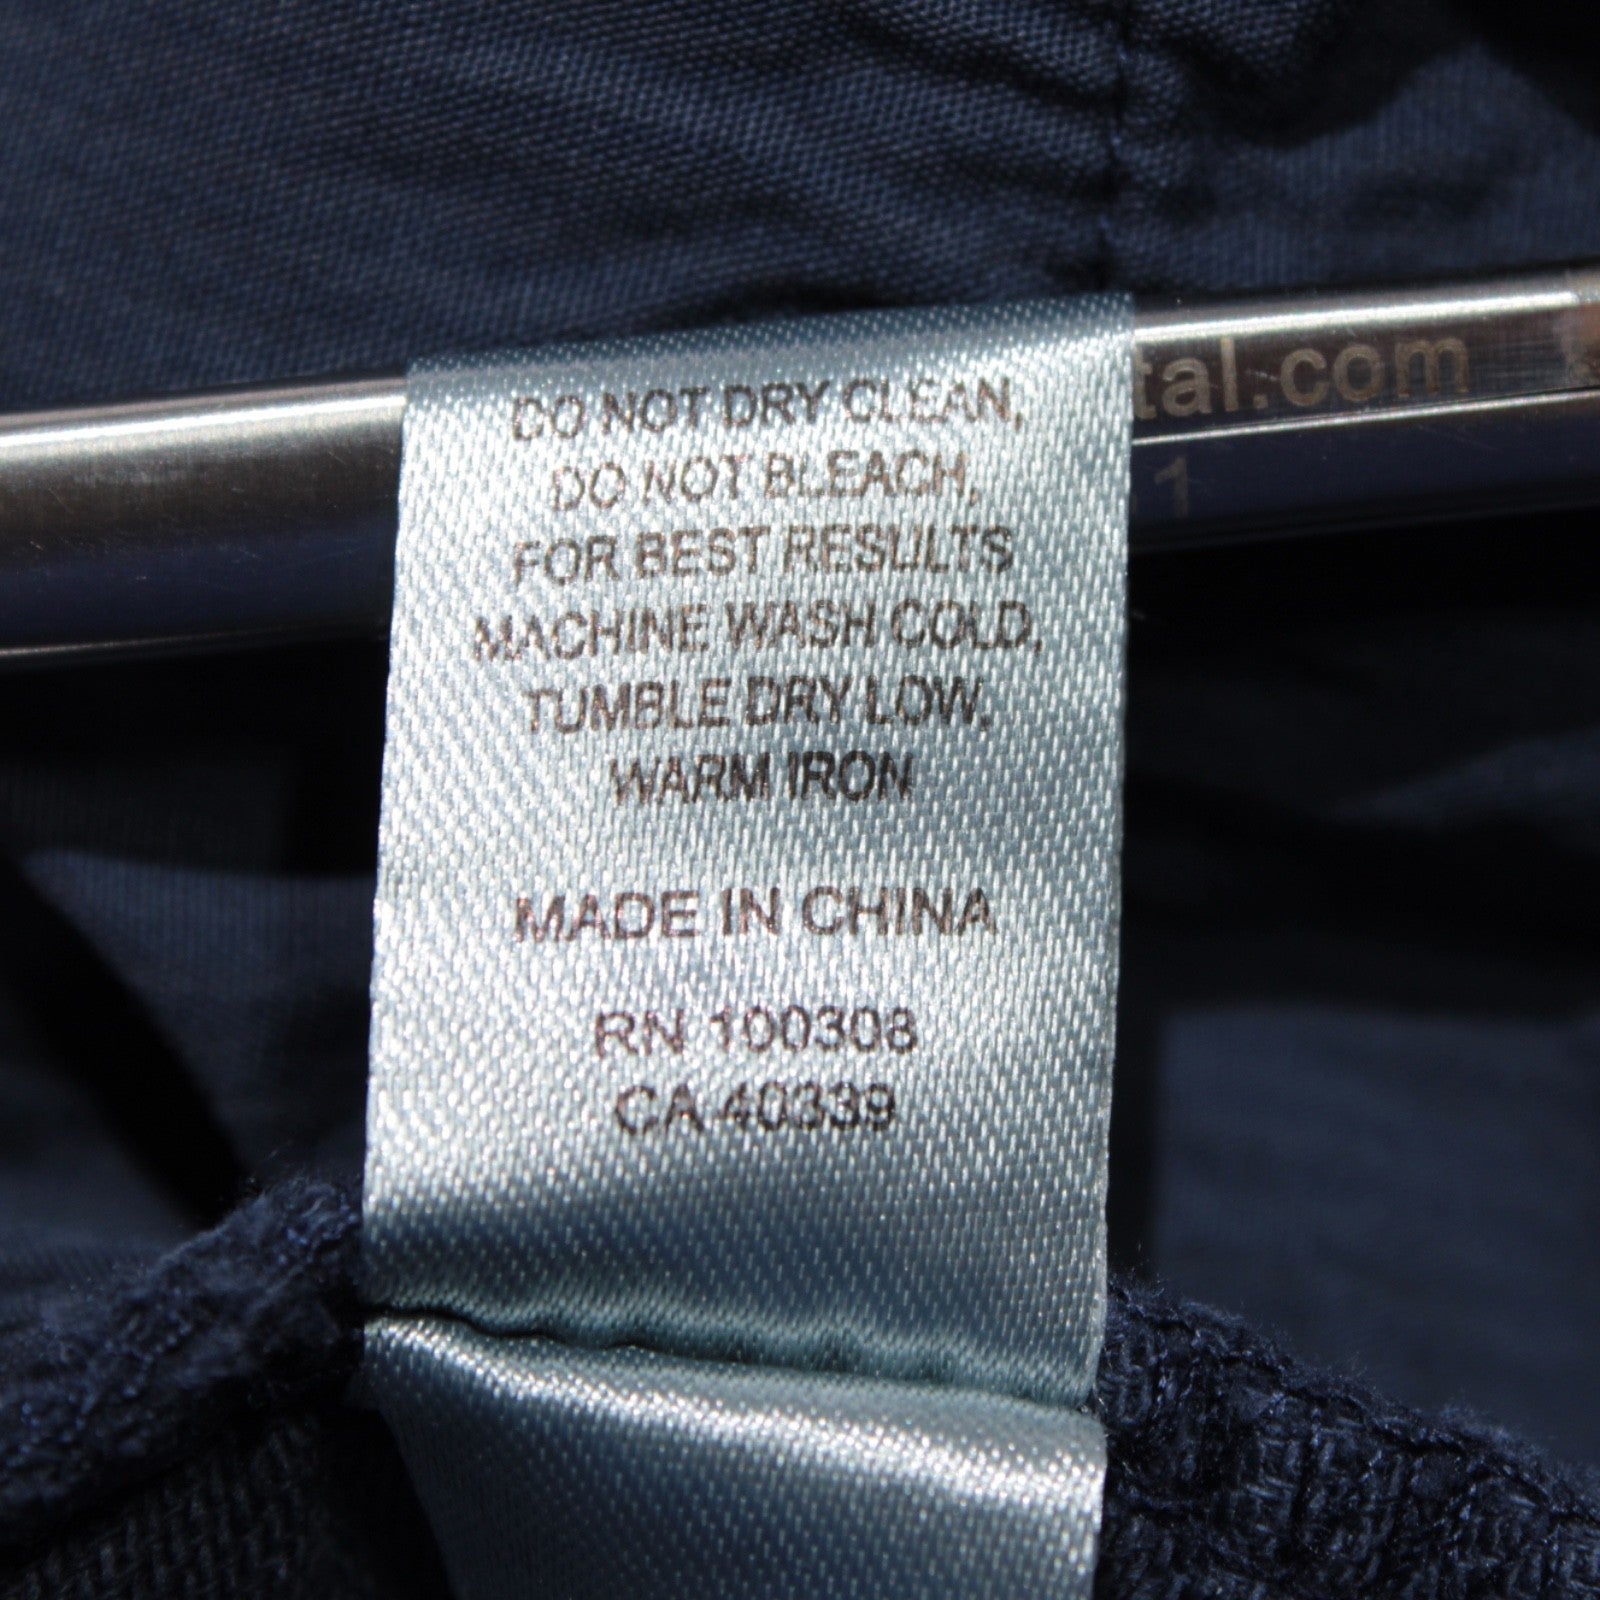 DO NOT DRY CLEAN,
DO NOT BLEACH,
FOR BEST RESULTS
MACHINE WASH COLD,
TUMBLE DRY LOW,
WARM IRON
MADE IN CHINA
RN 100308
CA 40339
tal.com
1